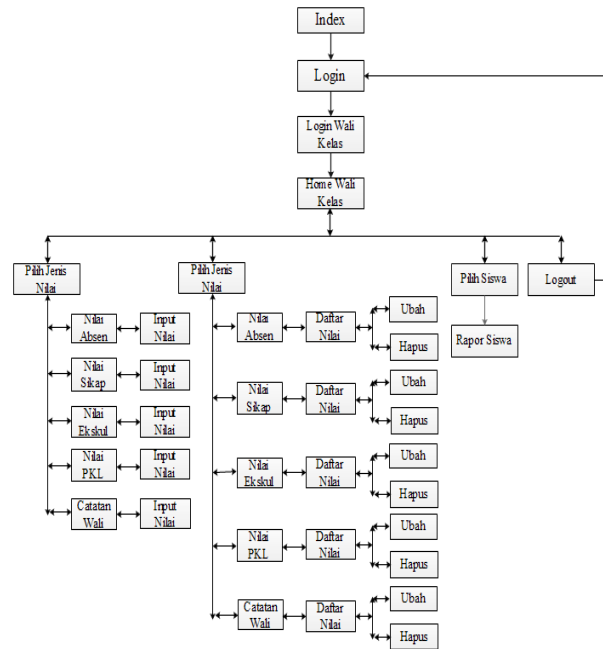 Index
Login
Login Wali
Kelas
Home Wali
Kelas
Pilih Jenis
Nilai
Pilih Jenis
Nilai
Pilih Siswa
Logout
Rapor Siswa
Nilai
Absen
Input
Nilai
Nilai
Sikap
Input
Nilai
Nilai
Ekskul
Input
Nilai
Nilai
PKL
Input
Nilai
Catatan
Wali
Input
Nilai
Nilai
Absen
Daftar
Nilai
Ubah
Hapus
Nilai
Sikap
Daftar
Nilai
Ubah
Hapus
Nilai
Ekskul
Daftar
Nilai
Ubah
Hapus
Nilai
PKL
Daftar
Nilai
Ubah
Hapus
Catatan
Wali
Daftar
Nilai
Ubah
Hapus